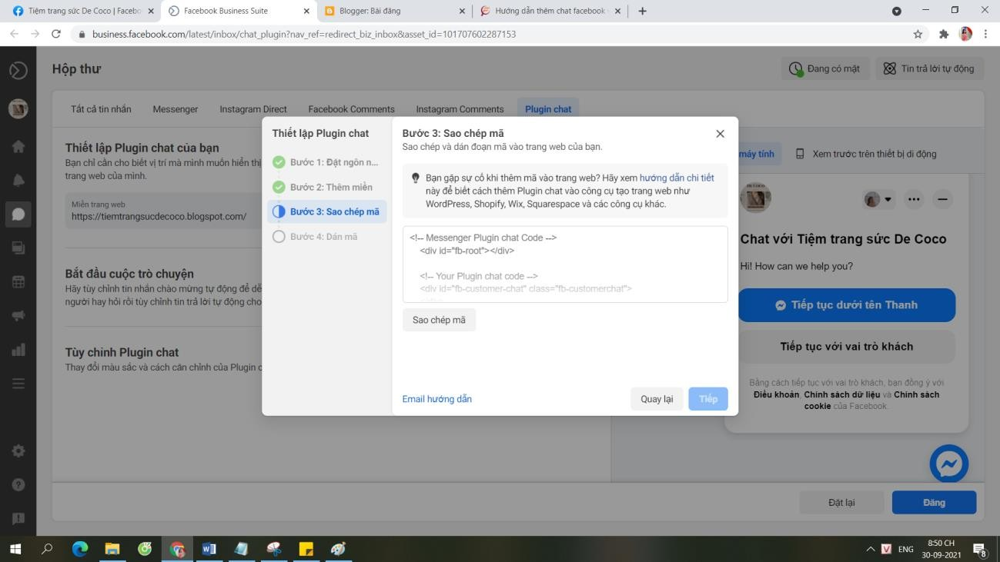 Tiệm trang sức De Coco | Facebo
Facebook Business Suite
Blogger: Bài đăng
Hướng dẫn thêm chat facebook v
business.facebook.com/latest/inbox/chat_plugin?nav_ref=redirect_biz_inbox&asset_id=101707602287153
Hộp thư
Đang có mặt
Tin trả lời tự động
Tất cả tin nhắn
Messenger
Instagram Direct
Facebook Comments
Instagram Comments
Plugin chat
Thiết lập Plugin chat của bạn
Bạn chỉ cần cho biết vị trí mà mình muốn hiển thị
trang web của mình.
Miền trang web
https://tiemtrangsucdecoco.blogspot.com/
Bắt đầu cuộc trò chuyện
Hãy tùy chỉnh tin nhắn chào mừng tự động để dễ
người hay hỏi rồi tùy chỉnh tin trả lời tự động cho
Tùy chỉnh Plugin chat
Thay đổi màu sắc và cách căn chỉnh của Plugin c
Thiết lập Plugin chat
Bước 1: Đặt ngôn n...
Bước 2: Thêm miền
Bước 3: Sao chép mã
Bước 4: Dán mã
Bước 3: Sao chép mã
Sao chép và dán đoạn mã vào trang web của bạn.
Bạn gặp sự cố khi thêm mã vào trang web? Hãy xem hướng dẫn chi tiết
này để biết cách thêm Plugin chat vào công cụ tạo trang web như
WordPress, Shopify, Wix, Squarespace và các công cụ khác.
<!-- Messenger Plugin chat Code -->
<div id="fb-root"></div>
<!-- Your Plugin chat code -->
<div id="fb-customer-chat" class="fb-customerchat">
Sao chép mã
Email hướng dẫn
Quay lại
Tiếp
máy tính
Xem trước trên thiết bị di động
Chat với Tiệm trang sức De Coco
Hi! How can we help you?
Tiếp tục dưới tên Thanh
Tiếp tục với vai trò khách
Bằng cách tiếp tục với vai trò khách, bạn đồng ý với
Điều khoản, Chính sách dữ liệu và Chính sách
cookie của Facebook.
Đặt lại
Đăng
ENG
8:50 CH
30-09-2021
8